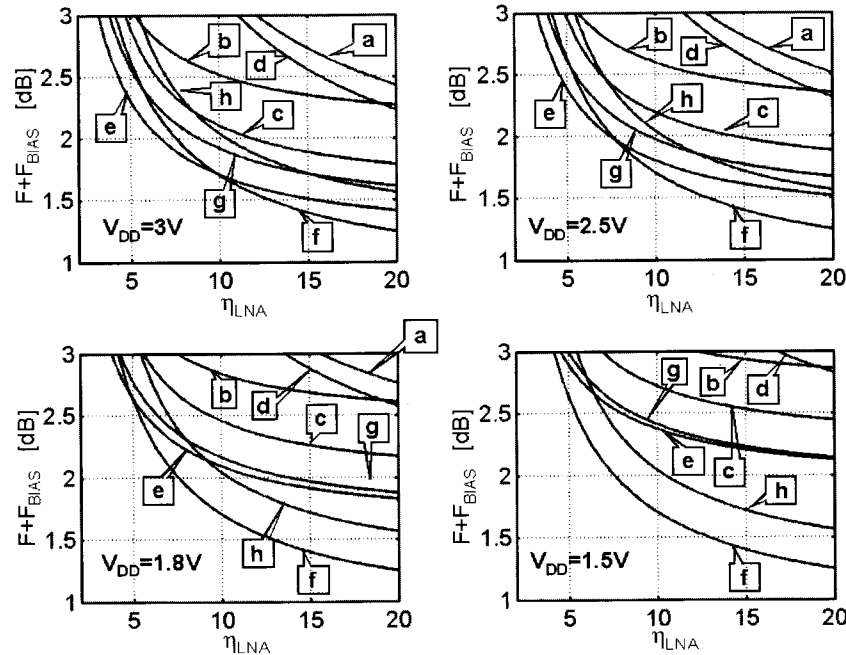 3
2.5
2
1.5
1
F+F_BIAS [dB]
b
d
a
h
c
e
g
f
V_DD=3V
5 10 15 20
η_LNA
3
2.5
2
1.5
1
F+F_BIAS [dB]
b
d
a
h
c
e
g
f
V_DD=2.5V
5 10 15 20
η_LNA
3
2.5
2
1.5
1
F+F_BIAS [dB]
a
b
d
c
g
e
h
f
V_DD=1.8V
5 10 15 20
η_LNA
3
2.5
2
1.5
1
F+F_BIAS [dB]
g
b
d
e
c
h
f
V_DD=1.5V
5 10 15 20
η_LNA